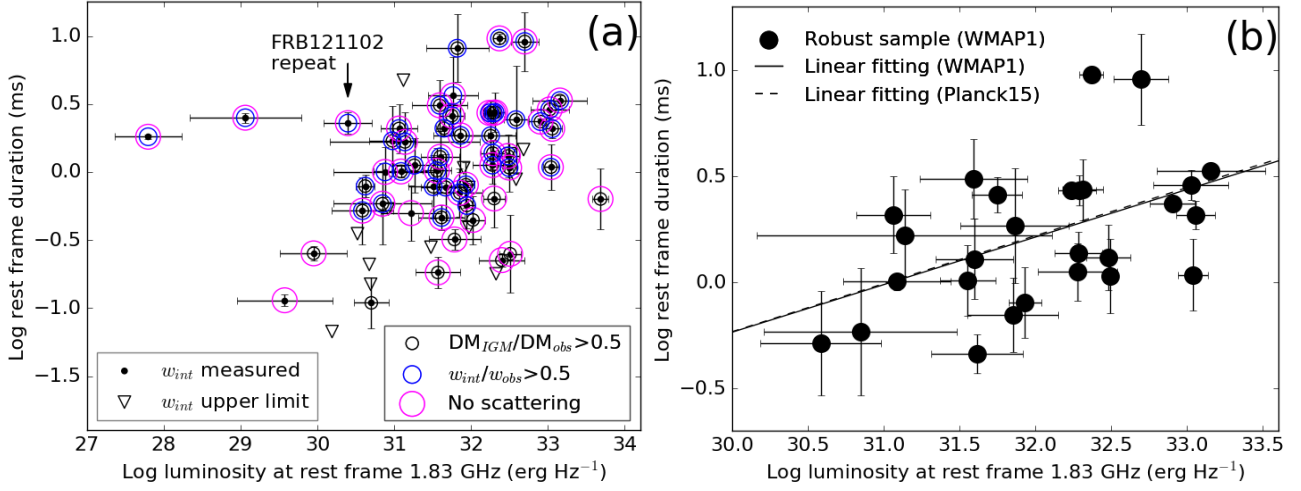 (a)
FRB121102
repeat
1.0
0.5
0.0
−0.5
−1.0
−1.5
Log rest frame duration (ms)
w_int measured
w_int upper limit
DM_IGM/DM_obs>0.5
w_int/w_obs>0.5
No scattering
27 28 29 30 31 32 33 34
Log luminosity at rest frame 1.83 GHz (erg Hz⁻¹)
(b)
Robust sample (WMAP1)
Linear fitting (WMAP1)
Linear fitting (Planck15)
1.0
0.5
0.0
−0.5
Log rest frame duration (ms)
30.0 30.5 31.0 31.5 32.0 32.5 33.0 33.5
Log luminosity at rest frame 1.83 GHz (erg Hz⁻¹)